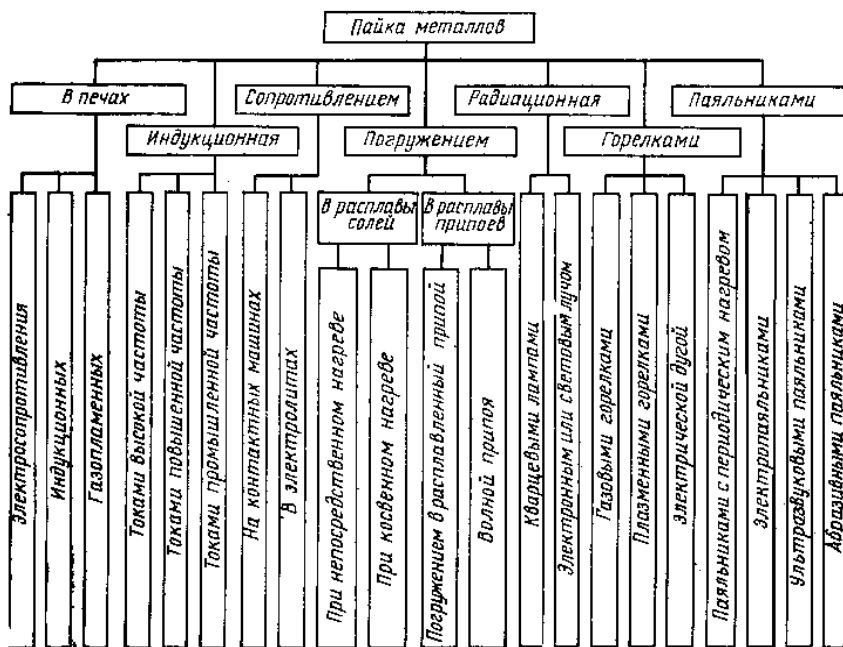 Пайка металлов
В печах
Сопротивлением
Радиационная
Паяльниками
Индукционная
Погружением
Горелками
В расплавы
солей
В расплавы
припоев
Электросопротивления
Индукционных
Газопламенных
Токами высокой частоты
Токами повышенной частоты
Токами промышленной частоты
На контактных машинах
В электролитах
При непосредственном нагреве
При косвенном нагреве
Погружением в расплавленный припой
Волной припоя
Кварцевыми лампами
Электронным или световым лучом
Газовыми горелками
Плазменными горелками
Электрической дугой
Паяльниками с периодическим нагревом
Электропаяльниками
Ультразвуковыми паяльниками
Абразивными паяльниками